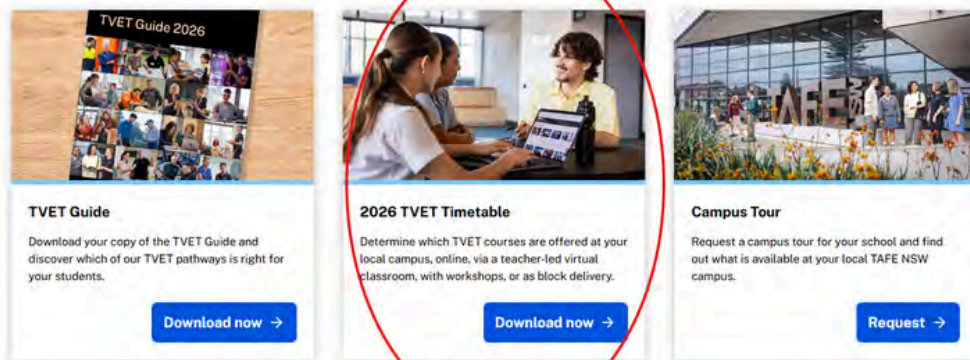 TVET Guide 2026
TAFE
TVET Guide
Download your copy of the TVET Guide and
discover which of our TVET pathways is right for
your students.
Download now →
2026 TVET Timetable
Determine which TVET courses are offered at your
local campus, online, via a teacher-led virtual
classroom, with workshops, or as block delivery.
Download now →
Campus Tour
Request a campus tour for your school and find
out what is available at your local TAFE NSW
campus.
Request →